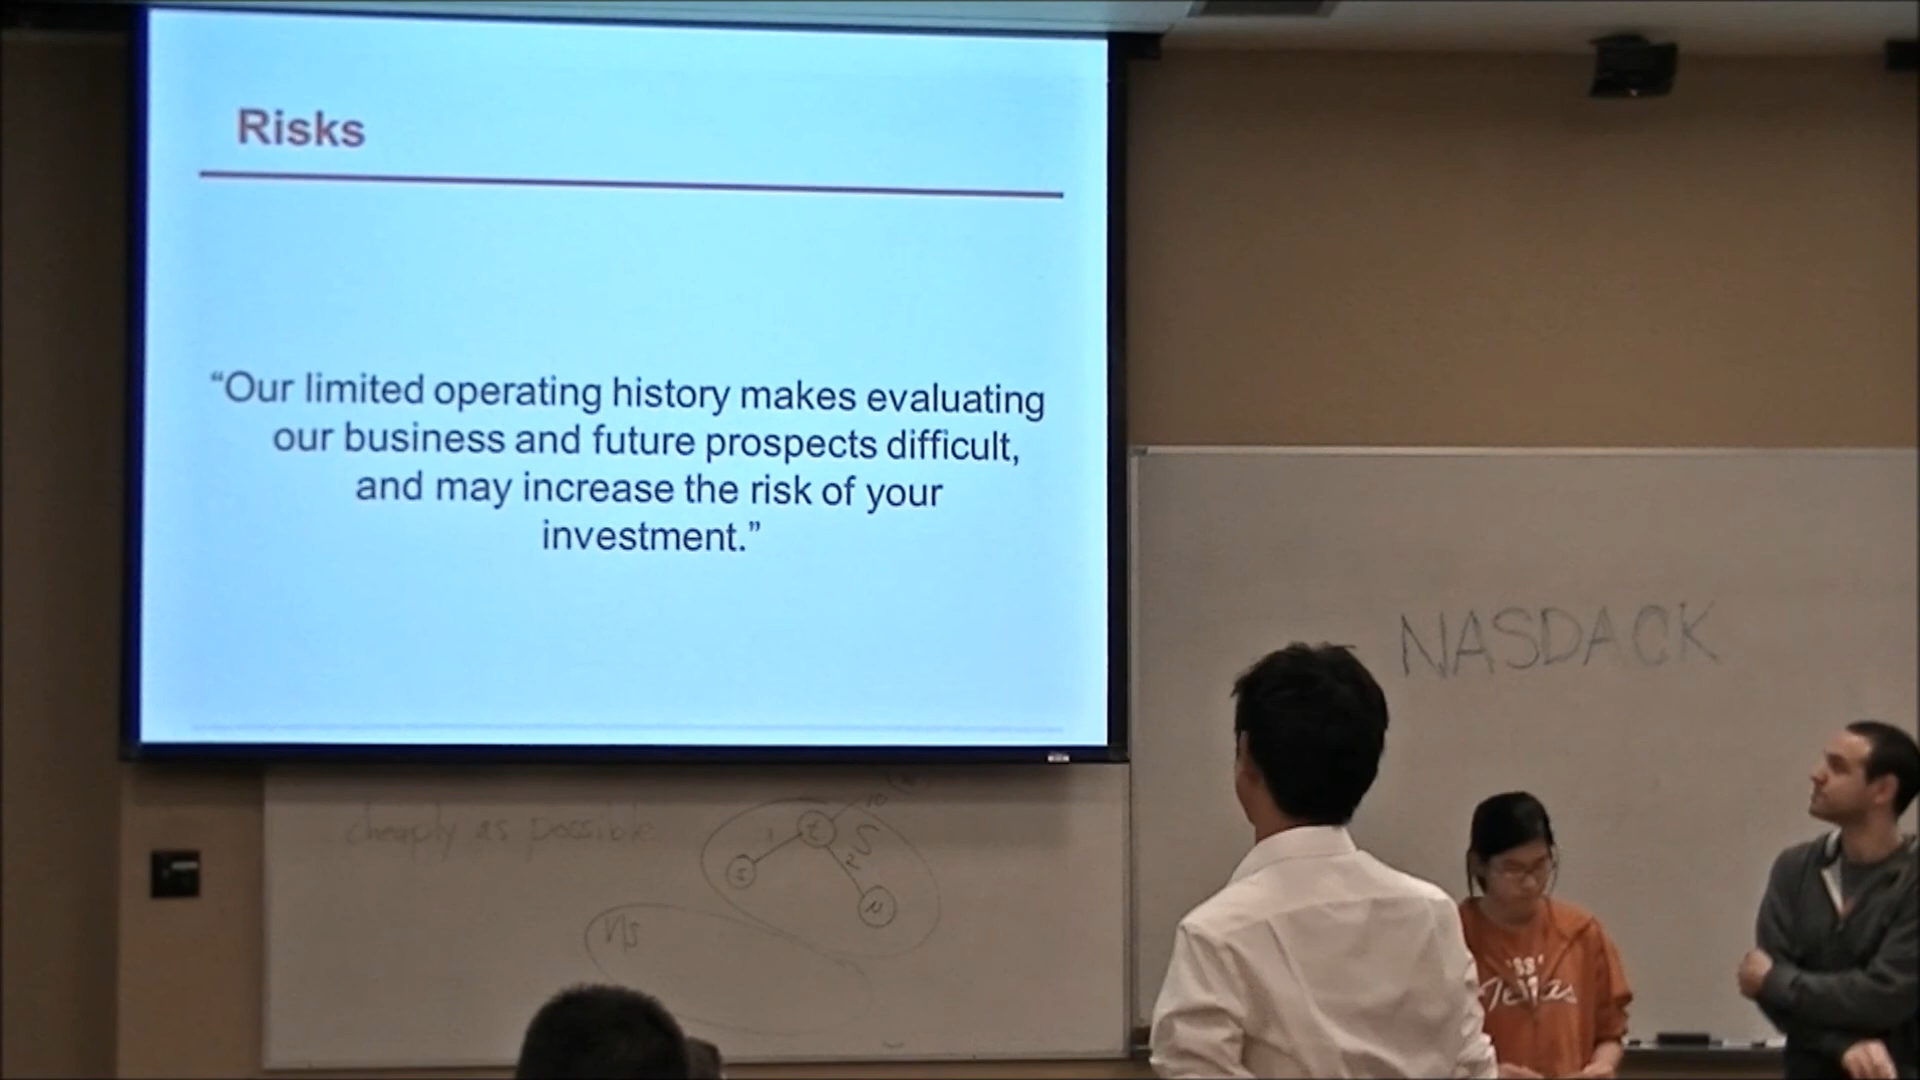 Risks
“Our limited operating history makes evaluating
our business and future prospects difficult,
and may increase the risk of your
investment.”
NASDACK
cheaply as possible